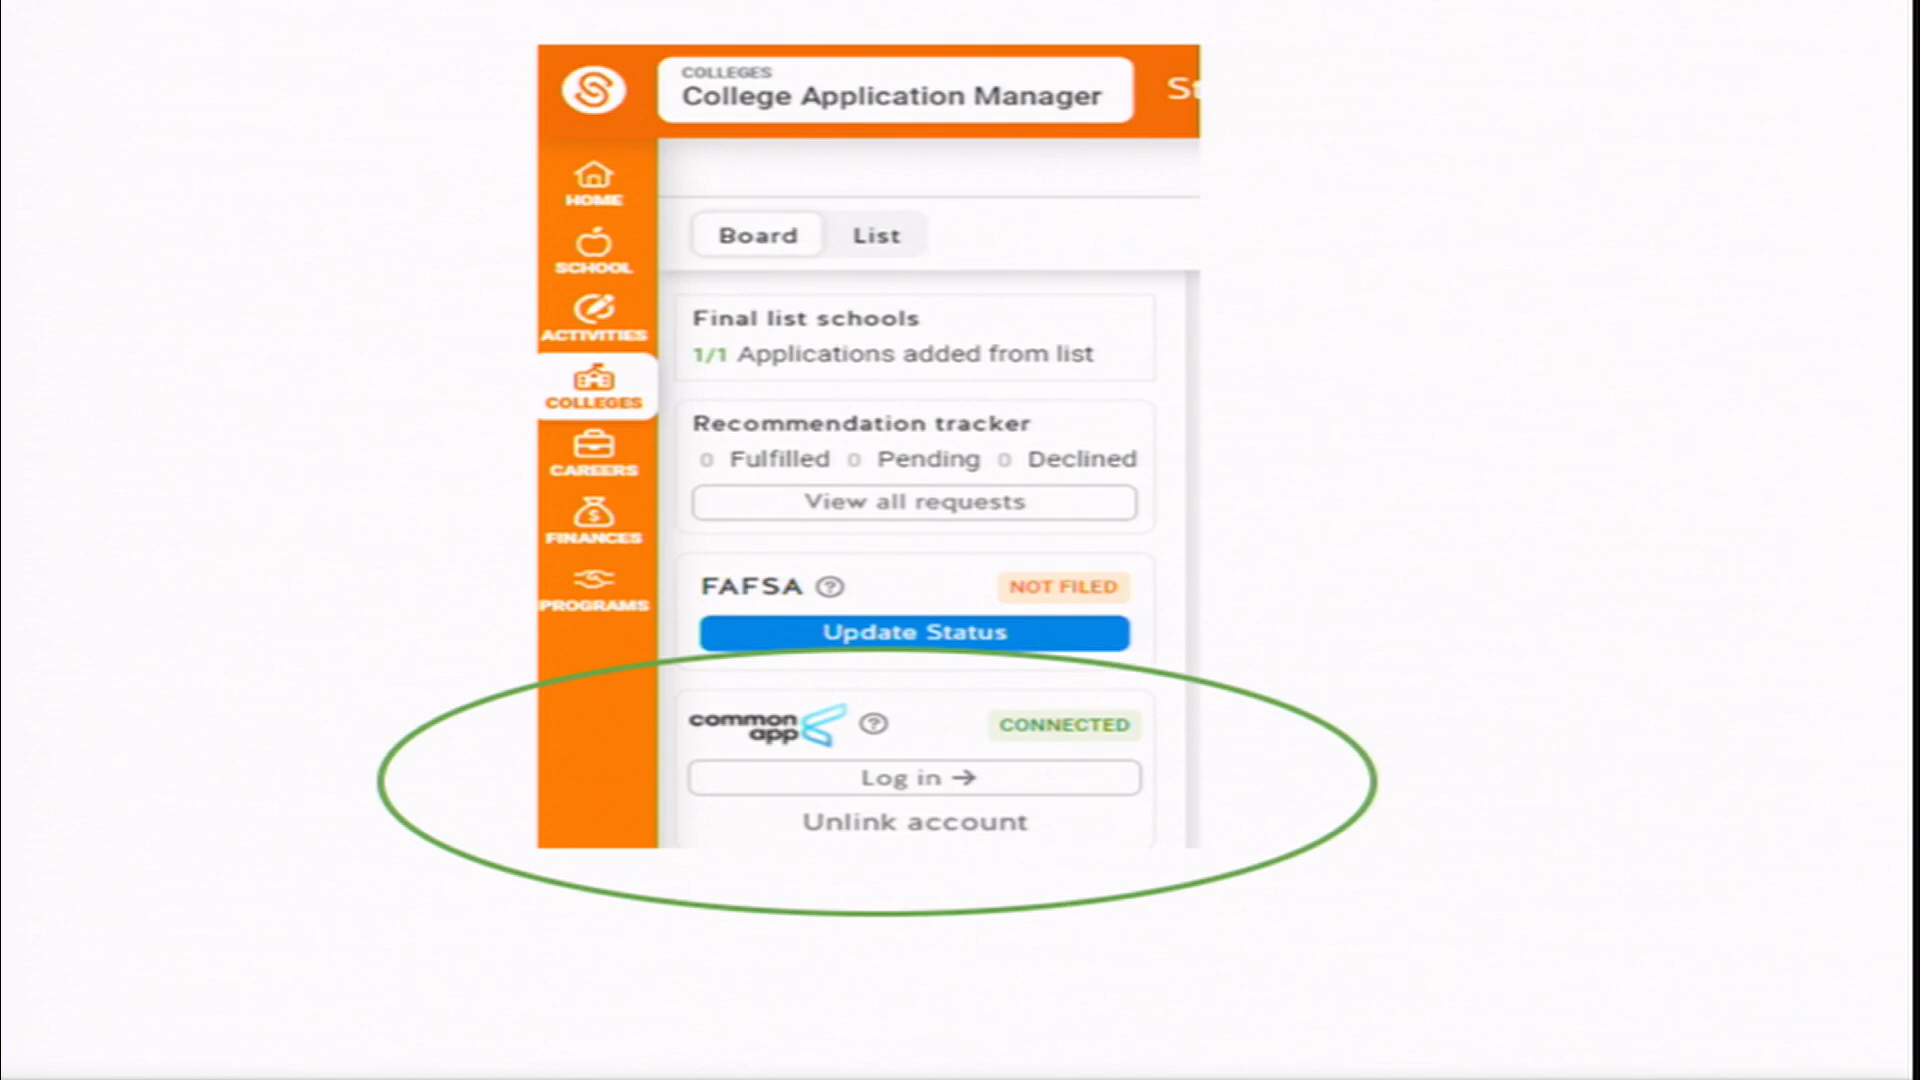 COLLEGES
College Application Manager
St
HOME
SCHOOL
ACTIVITIES
COLLEGES
CAREERS
FINANCES
PROGRAMS
Board
List
Final list schools
1/1 Applications added from list
Recommendation tracker
0 Fulfilled 0 Pending 0 Declined
View all requests
FAFSA ? NOT FILED
Update Status
common app ? CONNECTED
Log in →
Unlink account